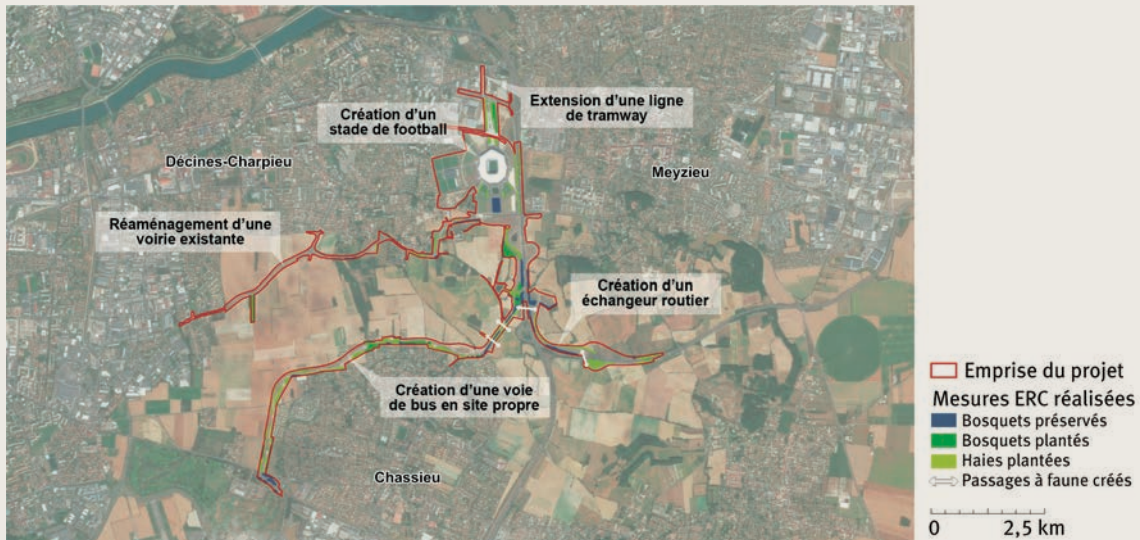 Extension d'une ligne
de tramway
Création d'un
stade de football
Décines-Charpieu
Meyzieu
Réaménagement d'une
voirie existante
Création d'un
échangeur routier
Création d'une voie
de bus en site propre
Chassieu
Emprise du projet
Mesures ERC réalisées
Bosquets préservés
Bosquets plantés
Haies plantées
Passages à faune créés
0 2,5 km